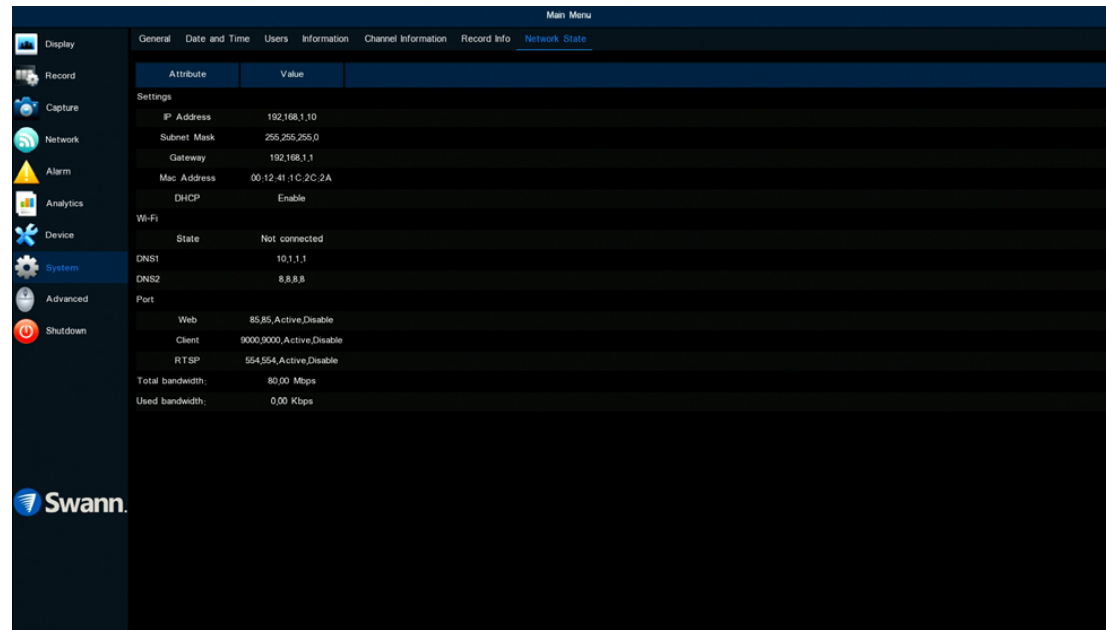 Main Menu
Display
Record
Capture
Network
Alarm
Analytics
Device
System
Advanced
Shutdown
Swann.
General Date and Time Users Information Channel Information Record Info Network State
Attribute Value
Settings
IP Address 192,168,1,10
Subnet Mask 255,255,255,0
Gateway 192,168,1,1
Mac Address 00;12;41;1C;2C;2A
DHCP Enable
Wi-Fi
State Not connected
DNS1 10,1,1,1
DNS2 8,8,8,8
Port
Web 85,85,Active,Disable
Client 9000,9000,Active,Disable
RTSP 554,554,Active,Disable
Total bandwidth: 80,00 Mbps
Used bandwidth: 0,00 Kbps